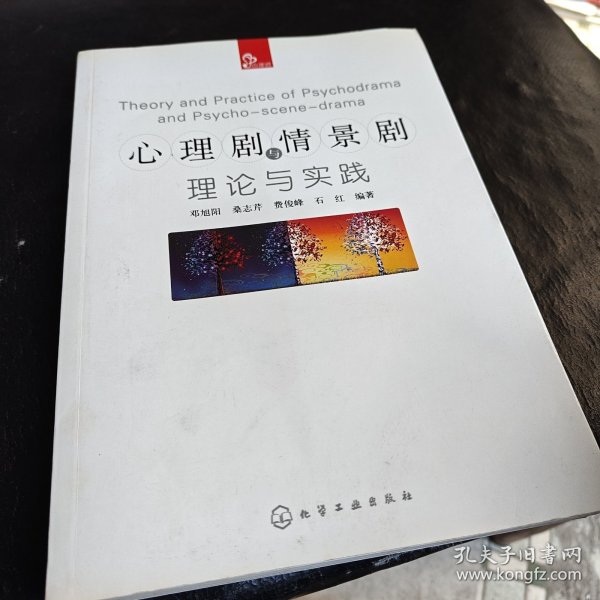 Theory and Practice of Psychodrama
and Psycho-scene-drama
心理剧与情景剧
理论与实践
邓旭阳 桑志芹 费俊峰 石红 编著
化学工业出版社
孔夫子旧书网
www.kongfz.com